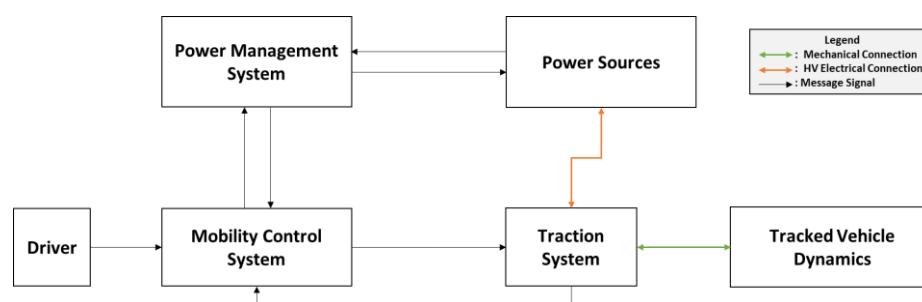 Power Management
System
Power Sources
Legend
: Mechanical Connection
: HV Electrical Connection
: Message Signal
Driver
Mobility Control
System
Traction
System
Tracked Vehicle
Dynamics